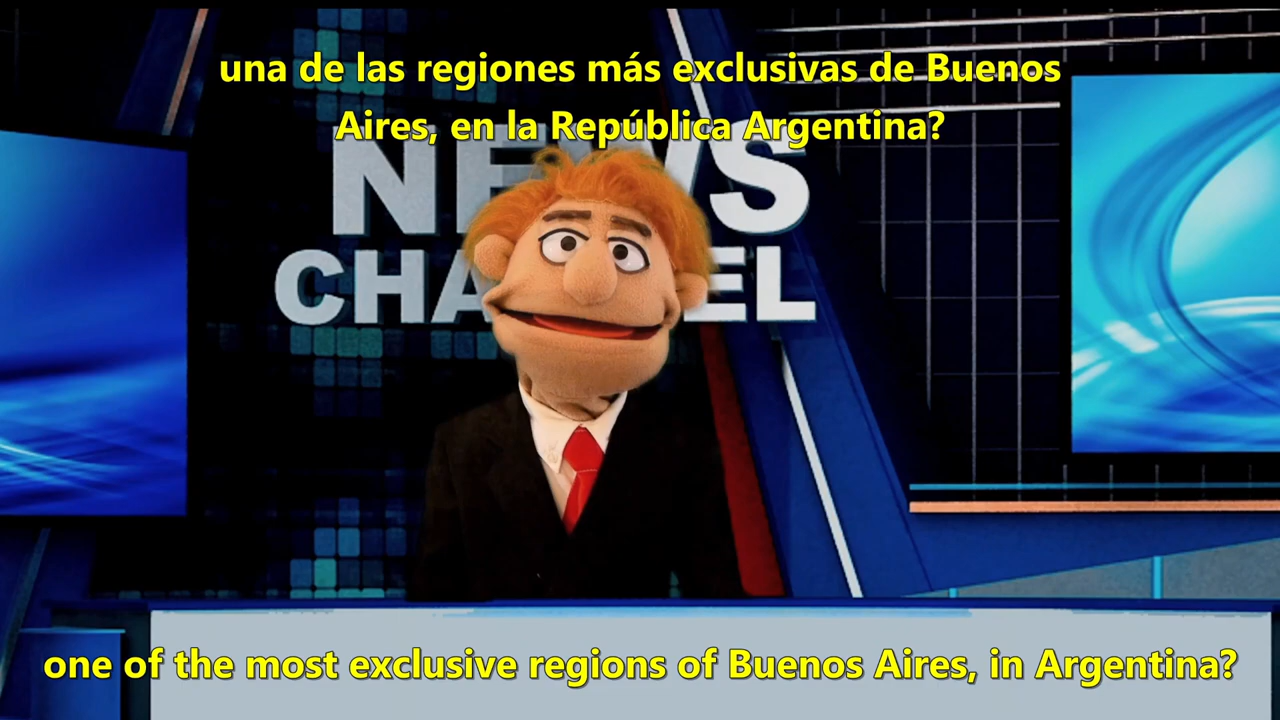 una de las regiones más exclusivas de Buenos
Aires, en la República Argentina?
NEWS
CHANNEL
one of the most exclusive regions of Buenos Aires, in Argentina?